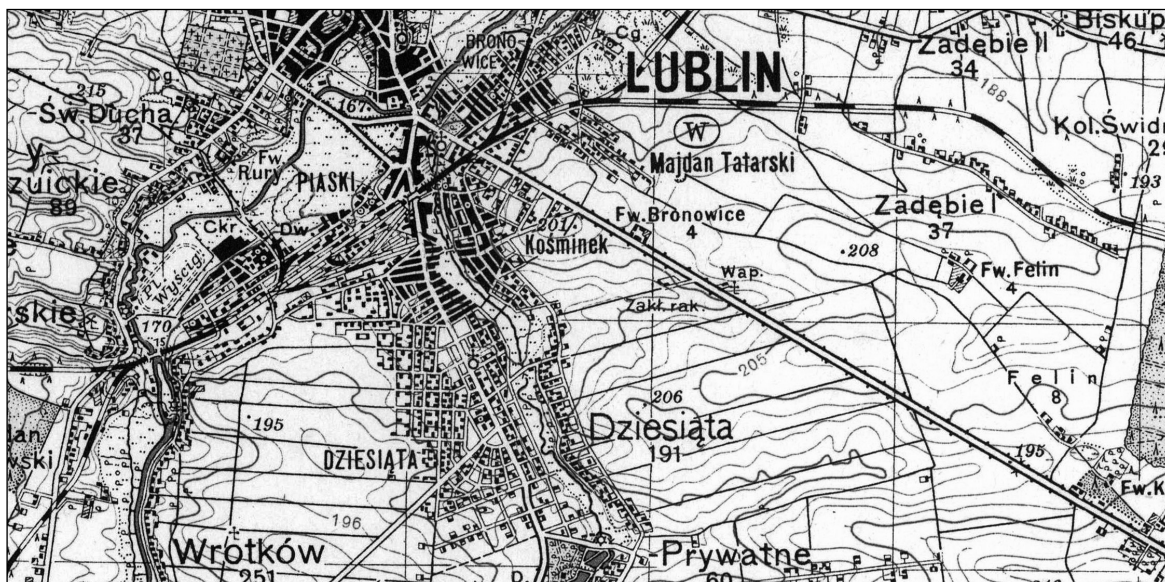 Biskup
46
Cg.
BRONO-
WICE
Zadębie II
34
LUBLIN
188
Cg.
215
Św. Ducha
37
167
W
Kol. Świdn
29
Majdan Tatarski
Fw.
Rury
PIASKI
193
zuickie
89
Zadębie I
37
Fw. Bronowice
4
201
Kośminek
208
Ckr.
Dw.
Fw. Felin
4
Pl.
Wyścig.
Wap.
Zakł. rak.
skie
170
205
Felin
8
206
195
Dziesiąta
191
DZIESIĄTA
195
wski
Fw. K
196
Wrotków
251
Prywatne
60
D.